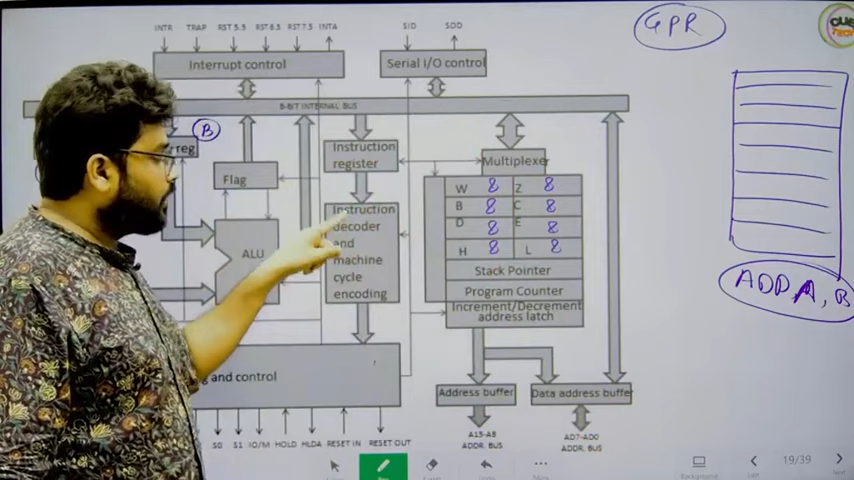 GPR
INTR TRAP RST 5.5 RST 6.5 RST 7.5 INTA
SID SOD
Interrupt control
Serial I/O control
8-BIT INTERNAL BUS
B
reg
Instruction
register
Multiplexer
Flag
W 8 Z 8
B 8 C 8
D 8 E 8
H 8 L 8
Instruction
decoder
and
machine
cycle
encoding
ALU
Stack Pointer
Program Counter
Increment/Decrement
address latch
ADD A, B
g and control
Address buffer
Data address buffer
S0 S1 IO/M HOLD HLDA RESET IN RESET OUT
A15-A8
ADDR. BUS
AD7-AD0
ADDR. BUS
19/39
Background
More